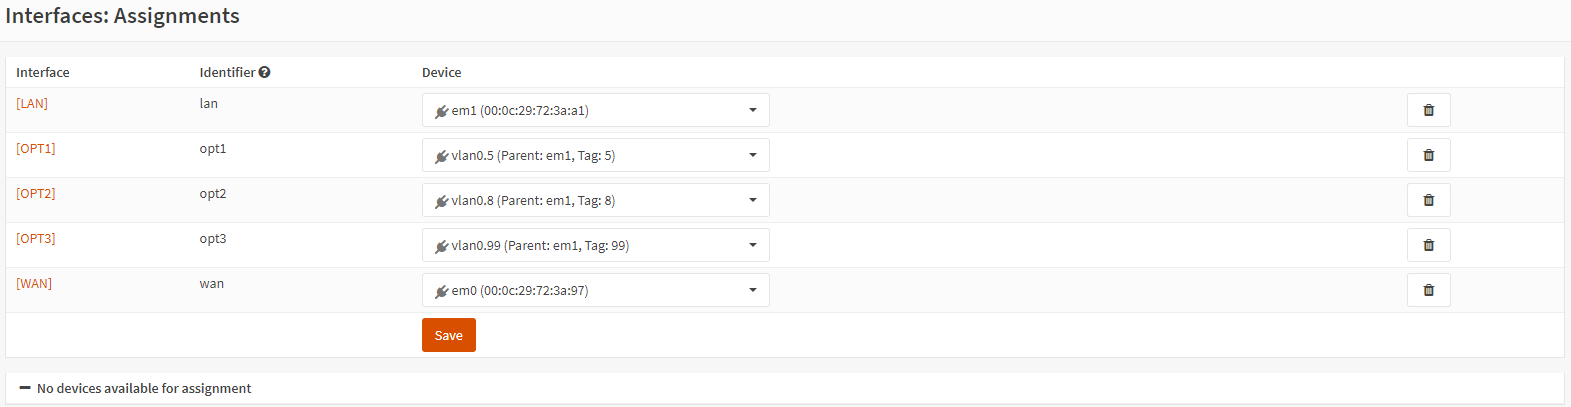 Interfaces: Assignments
Interface Identifier Device
[LAN] lan em1 (00:0c:29:72:3a:a1)
[OPT1] opt1 vlan0.5 (Parent: em1, Tag: 5)
[OPT2] opt2 vlan0.8 (Parent: em1, Tag: 8)
[OPT3] opt3 vlan0.99 (Parent: em1, Tag: 99)
[WAN] wan em0 (00:0c:29:72:3a:97)
Save
No devices available for assignment